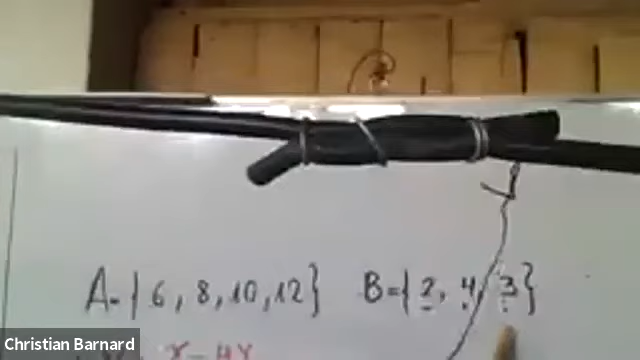 A = {6, 8, 10, 12} B = {2, 4, 3}
Christian Barnard